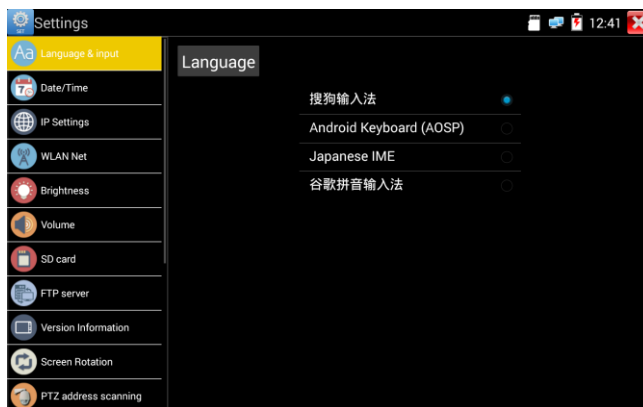 Settings
12:41
SET
Language & input
Language
Date/Time
搜狗输入法
IP Settings
Android Keyboard (AOSP)
WLAN Net
Japanese IME
Brightness
谷歌拼音输入法
Volume
SD card
FTP server
Version Information
Screen Rotation
PTZ address scanning